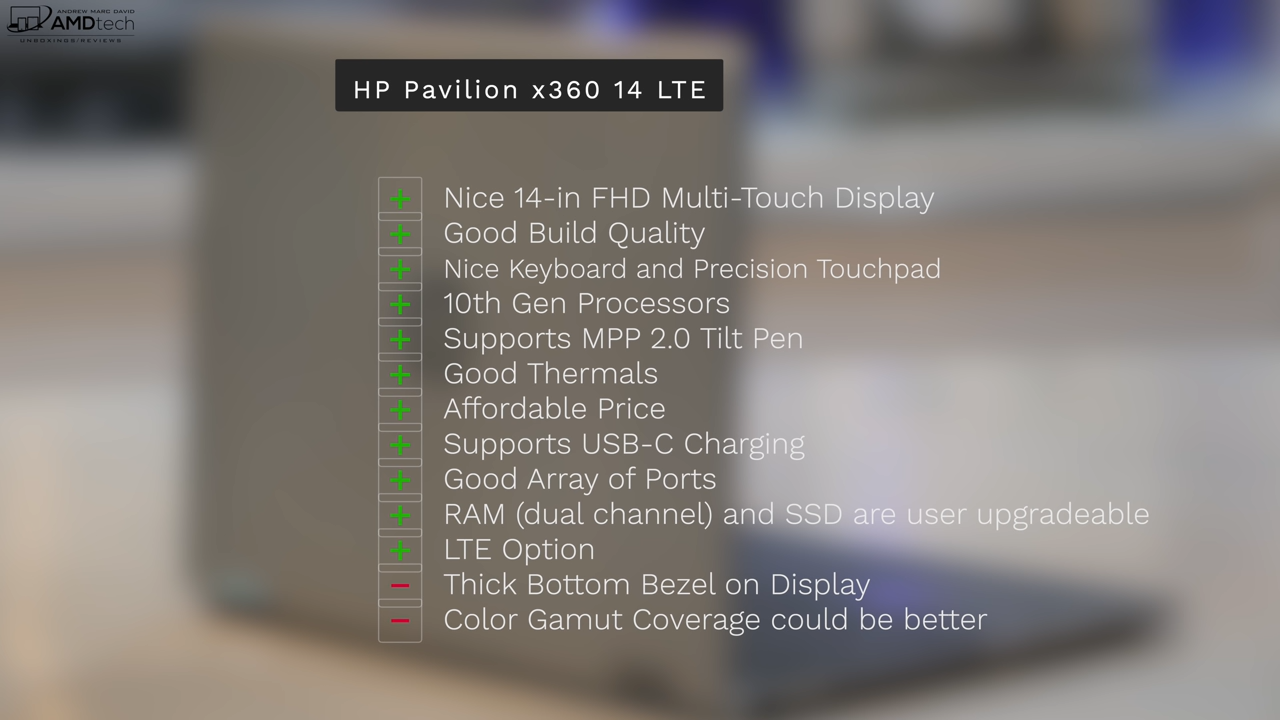 ANDREW MARC DAVID
AMDtech
UNBOXINGS/REVIEWS
HP Pavilion x360 14 LTE
+ Nice 14-in FHD Multi-Touch Display
+ Good Build Quality
+ Nice Keyboard and Precision Touchpad
+ 10th Gen Processors
+ Supports MPP 2.0 Tilt Pen
+ Good Thermals
+ Affordable Price
+ Supports USB-C Charging
+ Good Array of Ports
+ RAM (dual channel) and SSD are user upgradeable
+ LTE Option
− Thick Bottom Bezel on Display
− Color Gamut Coverage could be better